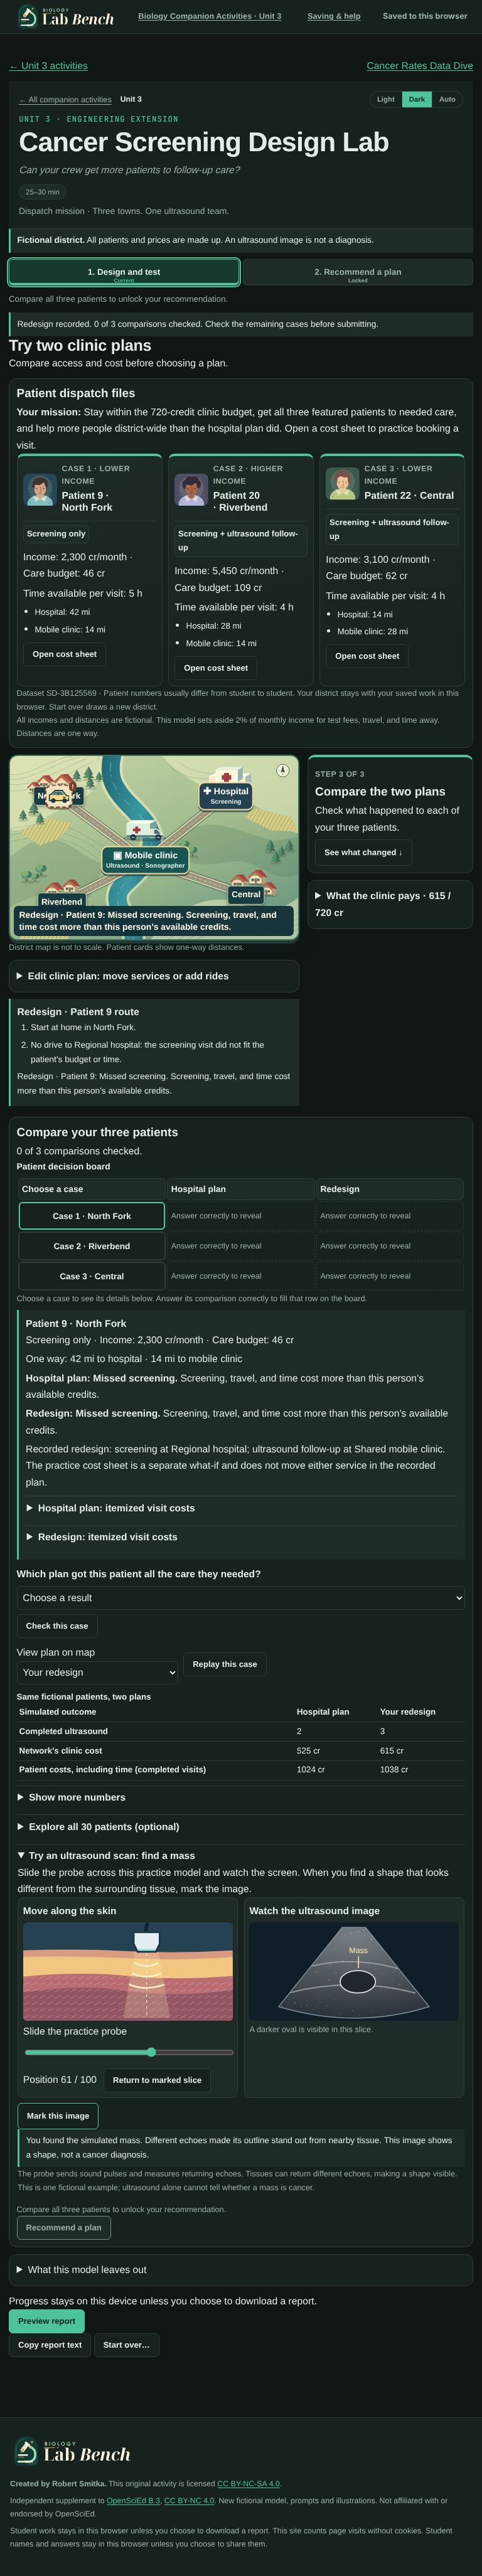 BIOLOGY
Lab Bench
Biology Companion Activities · Unit 3
Saving & help
Saved to this browser
← Unit 3 activities
Cancer Rates Data Dive
← All companion activities
Unit 3
Light
Dark
Auto
UNIT 3 · ENGINEERING EXTENSION
Cancer Screening Design Lab
Can your crew get more patients to follow-up care?
25–30 min
Dispatch mission · Three towns. One ultrasound team.
Fictional district. All patients and prices are made up. An ultrasound image is not a diagnosis.
1. Design and test
Current
2. Recommend a plan
Locked
Compare all three patients to unlock your recommendation.
Redesign recorded. 0 of 3 comparisons checked. Check the remaining cases before submitting.
Try two clinic plans
Compare access and cost before choosing a plan.
Patient dispatch files
Your mission: Stay within the 720-credit clinic budget, get all three featured patients to needed care,
and help more people district-wide than the hospital plan did. Open a cost sheet to practice booking a
visit.
CASE 1 · LOWER
INCOME
Patient 9 ·
North Fork
Screening only
Income: 2,300 cr/month ·
Care budget: 46 cr
Time available per visit: 5 h
• Hospital: 42 mi
• Mobile clinic: 14 mi
Open cost sheet
CASE 2 · HIGHER
INCOME
Patient 20
· Riverbend
Screening + ultrasound follow-
up
Income: 5,450 cr/month ·
Care budget: 109 cr
Time available per visit: 4 h
• Hospital: 28 mi
• Mobile clinic: 14 mi
Open cost sheet
CASE 3 · LOWER
INCOME
Patient 22 · Central
Screening + ultrasound follow-
up
Income: 3,100 cr/month ·
Care budget: 62 cr
Time available per visit: 4 h
• Hospital: 14 mi
• Mobile clinic: 28 mi
Open cost sheet
Dataset SD-3B125569 · Patient numbers usually differ from student to student. Your district stays with your saved work in this
browser. Start over draws a new district.
All incomes and distances are fictional. This model sets aside 2% of monthly income for test fees, travel, and time away.
Distances are one way.
Hospital
Screening
Mobile clinic
Ultrasound · Sonographer
Riverbend
Central
Redesign · Patient 9: Missed screening. Screening, travel, and
time cost more than this person's available credits.
District map is not to scale. Patient cards show one-way distances.
STEP 3 OF 3
Compare the two plans
Check what happened to each of
your three patients.
See what changed ↓
▶ What the clinic pays · 615 /
720 cr
▶ Edit clinic plan: move services or add rides
Redesign · Patient 9 route
1. Start at home in North Fork.
2. No drive to Regional hospital: the screening visit did not fit the
patient's budget or time.
Redesign · Patient 9: Missed screening. Screening, travel, and time cost
more than this person's available credits.
Compare your three patients
0 of 3 comparisons checked.
Patient decision board
Choose a case
Hospital plan
Redesign
Case 1 · North Fork
Answer correctly to reveal
Answer correctly to reveal
Case 2 · Riverbend
Answer correctly to reveal
Answer correctly to reveal
Case 3 · Central
Answer correctly to reveal
Answer correctly to reveal
Choose a case to see its details below. Answer its comparison correctly to fill that row on the board.
Patient 9 · North Fork
Screening only · Income: 2,300 cr/month · Care budget: 46 cr
One way: 42 mi to hospital · 14 mi to mobile clinic
Hospital plan: Missed screening. Screening, travel, and time cost more than this person's
available credits.
Redesign: Missed screening. Screening, travel, and time cost more than this person's available
credits.
Recorded redesign: screening at Regional hospital; ultrasound follow-up at Shared mobile clinic.
The practice cost sheet is a separate what-if and does not move either service in the recorded
plan.
▶ Hospital plan: itemized visit costs
▶ Redesign: itemized visit costs
Which plan got this patient all the care they needed?
Choose a result
Check this case
View plan on map
Your redesign
Replay this case
Same fictional patients, two plans
Simulated outcome
Hospital plan
Your redesign
Completed ultrasound
2
3
Network's clinic cost
525 cr
615 cr
Patient costs, including time (completed visits)
1024 cr
1038 cr
▶ Show more numbers
▶ Explore all 30 patients (optional)
▼ Try an ultrasound scan: find a mass
Slide the probe across this practice model and watch the screen. When you find a shape that looks
different from the surrounding tissue, mark the image.
Move along the skin
Slide the practice probe
Position 61 / 100
Return to marked slice
Watch the ultrasound image
Mass
A darker oval is visible in this slice.
Mark this image
You found the simulated mass. Different echoes made its outline stand out from nearby tissue. This image shows
a shape, not a cancer diagnosis.
The probe sends sound pulses and measures returning echoes. Tissues can return different echoes, making a shape visible.
This is one fictional example; ultrasound alone cannot tell whether a mass is cancer.
Compare all three patients to unlock your recommendation.
Recommend a plan
▶ What this model leaves out
Progress stays on this device unless you choose to download a report.
Preview report
Copy report text
Start over…
BIOLOGY
Lab Bench
Created by Robert Smitka. This original activity is licensed CC BY-NC-SA 4.0.
Independent supplement to OpenSciEd B.3, CC BY-NC 4.0. New fictional model, prompts and illustrations. Not affiliated with or
endorsed by OpenSciEd.
Student work stays in this browser unless you choose to download a report. This site counts page visits without cookies. Student
names and answers stay in this browser unless you choose to share them.